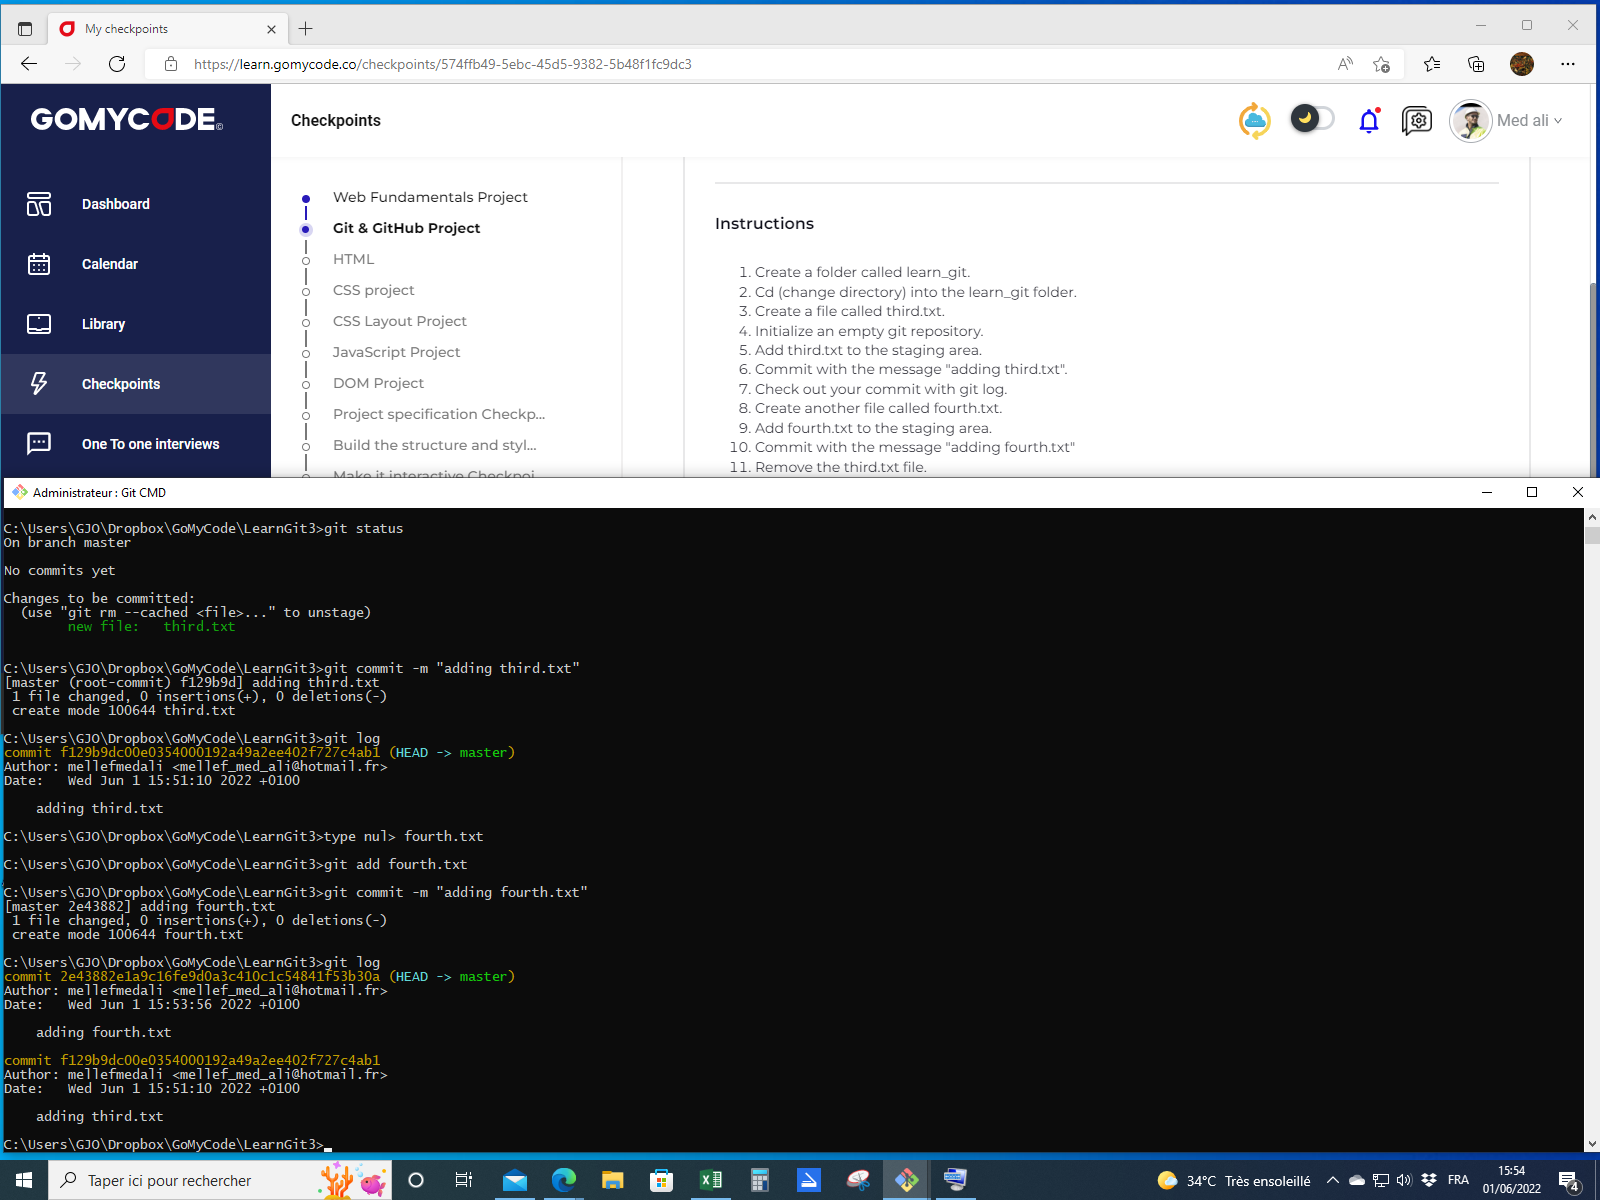 My checkpoints
https://learn.gomycode.co/checkpoints/574ffb49-5ebc-45d5-9382-5b48f1fc9dc3
GOMYCODE
Checkpoints
Med ali
Dashboard
Calendar
Library
Checkpoints
One To one interviews
Web Fundamentals Project
Git & GitHub Project
HTML
CSS project
CSS Layout Project
JavaScript Project
DOM Project
Project specification Checkp...
Build the structure and styl...
Make it interactive Checkpoi
Instructions
1. Create a folder called learn_git.
2. Cd (change directory) into the learn_git folder.
3. Create a file called third.txt.
4. Initialize an empty git repository.
5. Add third.txt to the staging area.
6. Commit with the message "adding third.txt".
7. Check out your commit with git log.
8. Create another file called fourth.txt.
9. Add fourth.txt to the staging area.
10. Commit with the message "adding fourth.txt"
11. Remove the third.txt file.
Administrateur : Git CMD
C:\Users\GJO\Dropbox\GoMyCode\LearnGit3>git status
On branch master
No commits yet
Changes to be committed:
(use "git rm --cached <file>..." to unstage)
new file:   third.txt
C:\Users\GJO\Dropbox\GoMyCode\LearnGit3>git commit -m "adding third.txt"
[master (root-commit) f129b9d] adding third.txt
1 file changed, 0 insertions(+), 0 deletions(-)
create mode 100644 third.txt
C:\Users\GJO\Dropbox\GoMyCode\LearnGit3>git log
commit f129b9dc00e0354000192a49a2ee402f727c4ab1 (HEAD -> master)
Author: mellefmedali <mellef_med_ali@hotmail.fr>
Date:   Wed Jun 1 15:51:10 2022 +0100
adding third.txt
C:\Users\GJO\Dropbox\GoMyCode\LearnGit3>type nul> fourth.txt
C:\Users\GJO\Dropbox\GoMyCode\LearnGit3>git add fourth.txt
C:\Users\GJO\Dropbox\GoMyCode\LearnGit3>git commit -m "adding fourth.txt"
[master 2e43882] adding fourth.txt
1 file changed, 0 insertions(+), 0 deletions(-)
create mode 100644 fourth.txt
C:\Users\GJO\Dropbox\GoMyCode\LearnGit3>git log
commit 2e43882e1a9c16fe9d0a3c410c1c54841f53b30a (HEAD -> master)
Author: mellefmedali <mellef_med_ali@hotmail.fr>
Date:   Wed Jun 1 15:53:56 2022 +0100
adding fourth.txt
commit f129b9dc00e0354000192a49a2ee402f727c4ab1
Author: mellefmedali <mellef_med_ali@hotmail.fr>
Date:   Wed Jun 1 15:51:10 2022 +0100
adding third.txt
C:\Users\GJO\Dropbox\GoMyCode\LearnGit3>
Taper ici pour rechercher
34°C Très ensoleillé
FRA
15:54
01/06/2022
4